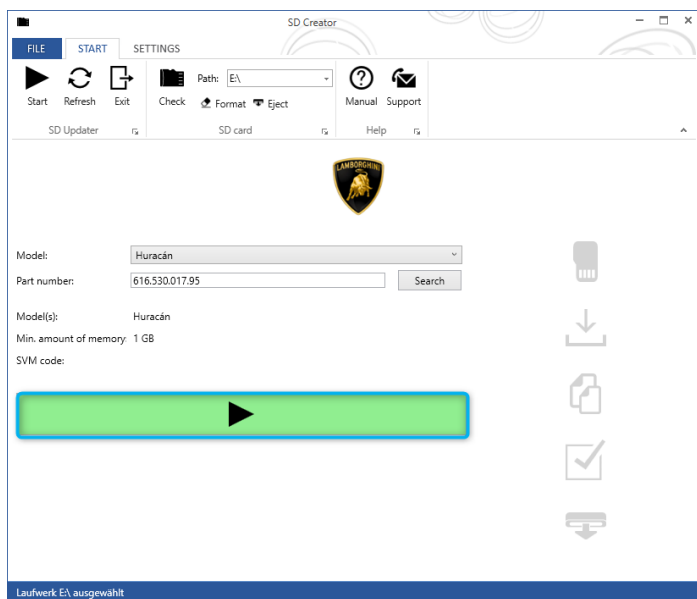 SD Creator
FILE START SETTINGS
Start Refresh Exit Check Path: E:\ Format Eject Manual Support
SD Updater SD card Help
LAMBORGHINI
Model: Huracán
Part number: 616.530.017.95 Search
Model(s): Huracán
Min. amount of memory: 1 GB
SVM code:
Laufwerk E:\ ausgewählt